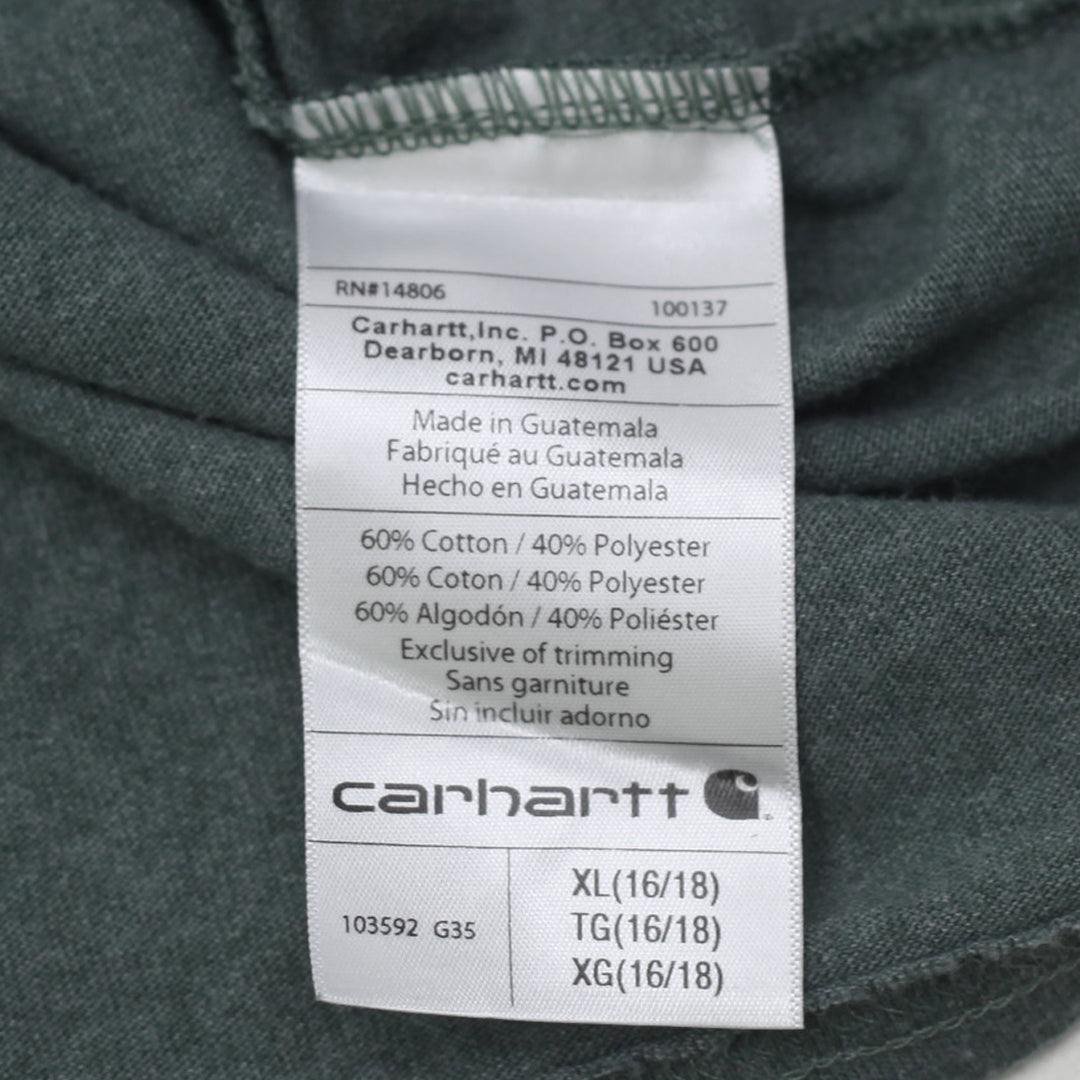 RN#14806
100137
Carhartt,Inc. P.O. Box 600
Dearborn, MI 48121 USA
carhartt.com
Made in Guatemala
Fabriqué au Guatemala
Hecho en Guatemala
60% Cotton / 40% Polyester
60% Coton / 40% Polyester
60% Algodón / 40% Poliéster
Exclusive of trimming
Sans garniture
Sin incluir adorno
carhartt
103592 G35
XL(16/18)
TG(16/18)
XG(16/18)